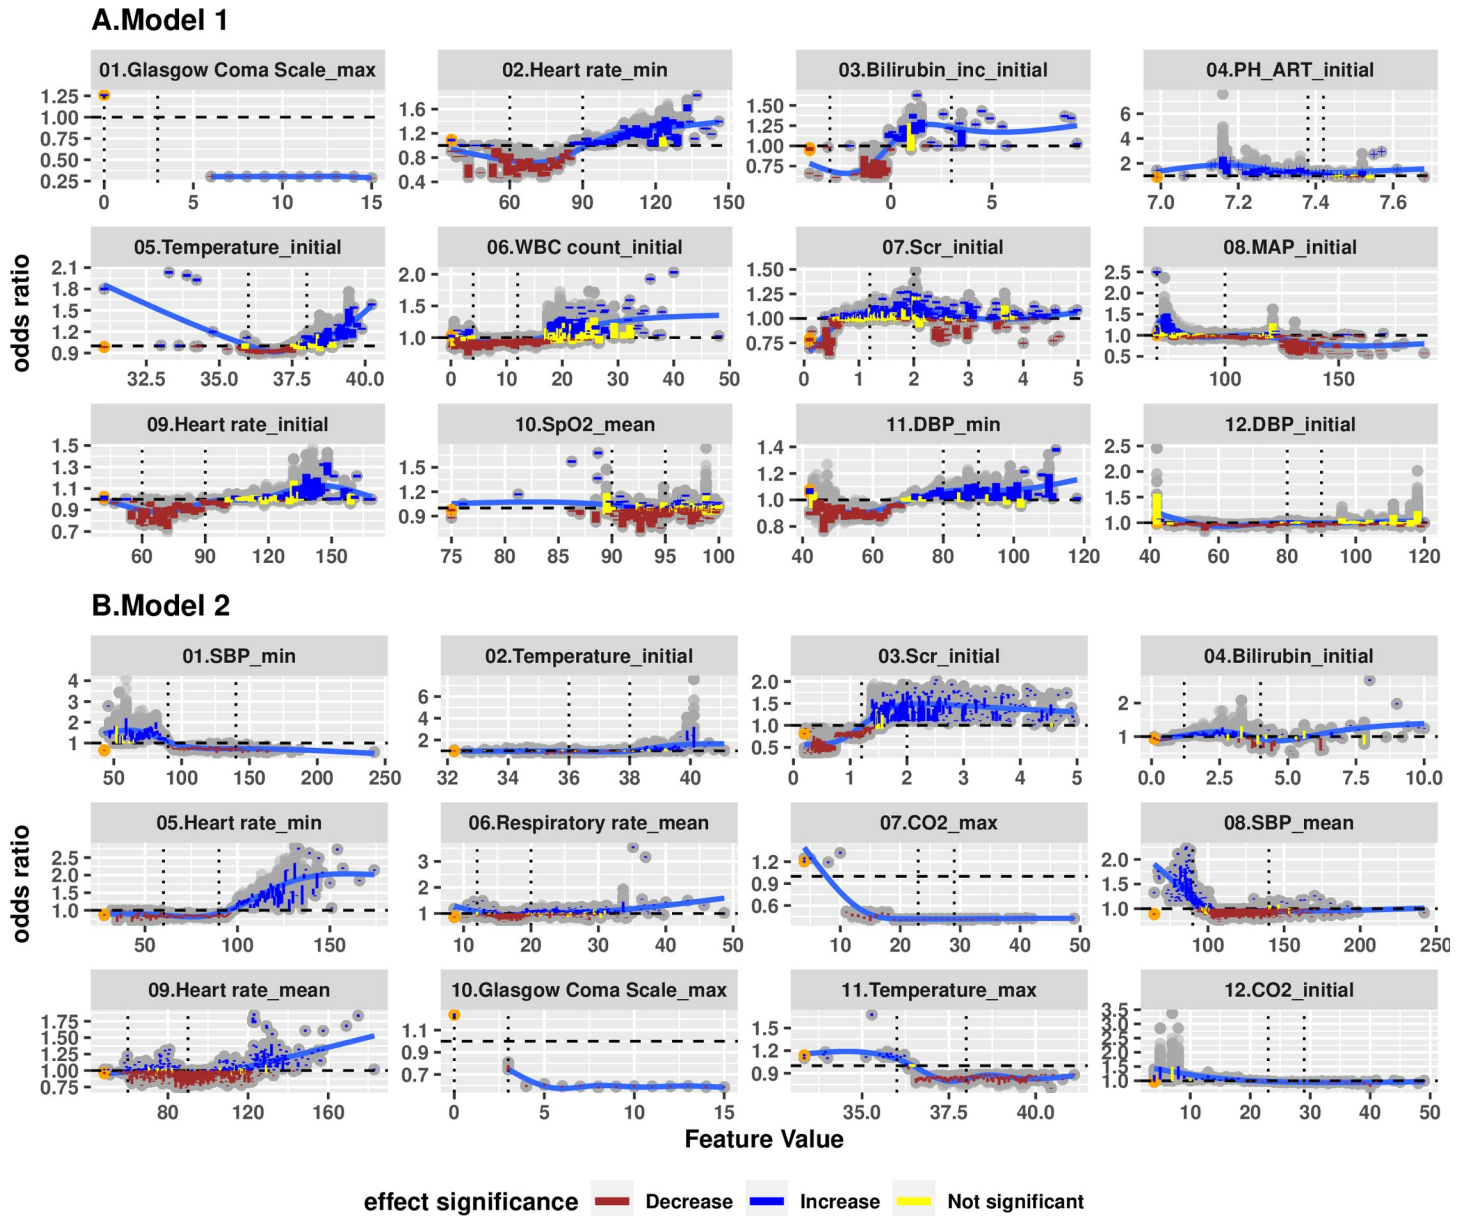 A.Model 1
01.Glasgow Coma Scale_max
02.Heart rate_min
03.Bilirubin_inc_initial
04.PH_ART_initial
1.25
1.00
0.75
0.50
0.25
0 5 10 15
1.6
1.2
0.8
0.4
60 90 120 150
1.50
1.25
1.00
0.75
0 5
6
4
2
7.0 7.2 7.4 7.6
05.Temperature_initial
06.WBC count_initial
07.Scr_initial
08.MAP_initial
2.1
1.8
1.5
1.2
0.9
32.5 35.0 37.5 40.0
2.0
1.5
1.0
0 10 20 30 40 50
1.50
1.25
1.00
0.75
0 1 2 3 4 5
2.5
2.0
1.5
1.0
0.5
100 150
odds ratio
09.Heart rate_initial
10.SpO2_mean
11.DBP_min
12.DBP_initial
1.5
1.3
1.1
0.9
0.7
60 90 120 150
1.5
1.2
0.9
75 80 85 90 95 100
1.4
1.2
1.0
0.8
40 60 80 100 120
2.5
2.0
1.5
1.0
40 60 80 100 120
B.Model 2
01.SBP_min
02.Temperature_initial
03.Scr_initial
04.Bilirubin_initial
4
3
2
1
50 100 150 200 250
6
4
2
32 34 36 38 40
2.0
1.5
1.0
0.5
0 1 2 3 4 5
2
1
0.0 2.5 5.0 7.5 10.0
05.Heart rate_min
06.Respiratory rate_mean
07.CO2_max
08.SBP_mean
2.5
2.0
1.5
1.0
50 100 150
3
2
1
10 20 30 40 50
1.2
0.9
0.6
10 20 30 40 50
2.0
1.5
1.0
100 150 200 250
odds ratio
09.Heart rate_mean
10.Glasgow Coma Scale_max
11.Temperature_max
12.CO2_initial
1.75
1.50
1.25
1.00
0.75
80 120 160
1.1
0.9
0.7
0 5 10 15
1.5
1.2
0.9
35.0 37.5 40.0
3.5
3.0
2.5
2.0
1.5
1.0
10 20 30 40 50
Feature Value
effect significance Decrease Increase Not significant